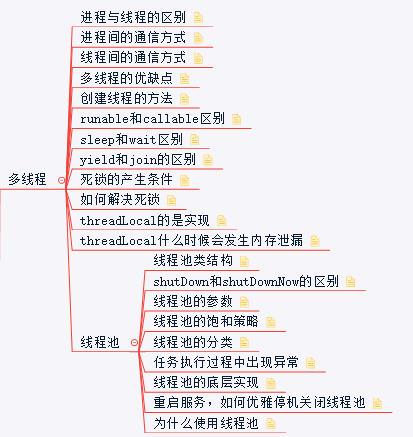 进程与线程的区别
进程间的通信方式
线程间的通信方式
多线程的优缺点
创建线程的方法
runable和callable区别
sleep和wait区别
yield和join的区别
多线程
死锁的产生条件
如何解决死锁
threadLocal的是实现
threadLocal什么时候会发生内存泄漏
线程池类结构
shutDown和shutDownNow的区别
线程池的参数
线程池的饱和策略
线程池
线程池的分类
任务执行过程中出现异常
线程池的底层实现
重启服务，如何优雅停机关闭线程池
为什么使用线程池